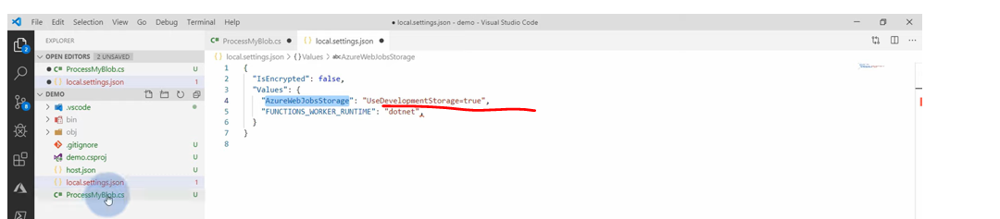 File Edit Selection View Go Debug Terminal Help
● local.settings.json - demo - Visual Studio Code
EXPLORER
C# ProcessMyBlob.cs ●
{} local.settings.json ●
OPEN EDITORS 2 UNSAVED
● C# ProcessMyBlob.cs U
● {} local.settings.json 1
DEMO
.vscode
bin
obj
.gitignore U
demo.csproj U
{} host.json U
{} local.settings.json 1
C# ProcessMyBlob.cs U
{} local.settings.json > {} Values > abc AzureWebJobsStorage
1 {
2 "IsEncrypted": false,
3 "Values": {
4 "AzureWebJobsStorage": "UseDevelopmentStorage=true",
5 "FUNCTIONS_WORKER_RUNTIME": "dotnet",
6 }
7 }
8